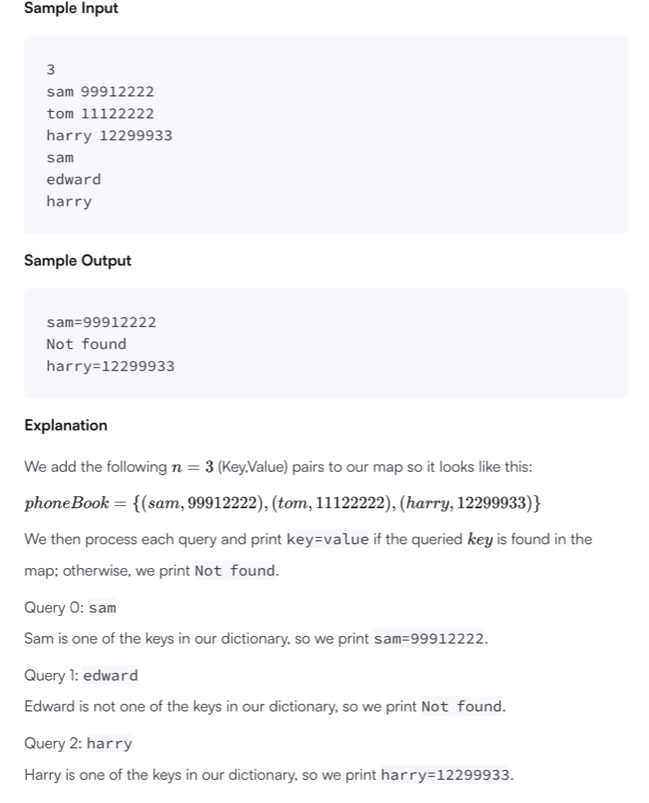 Sample Input
3
sam 99912222
tom 11122222
harry 12299933
sam
edward
harry
Sample Output
sam=99912222
Not found
harry=12299933
Explanation
We add the following n = 3 (Key,Value) pairs to our map so it looks like this:
phoneBook = {(sam, 99912222), (tom, 11122222), (harry, 12299933)}
We then process each query and print key=value if the queried key is found in the
map; otherwise, we print Not found.
Query 0: sam
Sam is one of the keys in our dictionary, so we print sam=99912222.
Query 1: edward
Edward is not one of the keys in our dictionary, so we print Not found.
Query 2: harry
Harry is one of the keys in our dictionary, so we print harry=12299933.